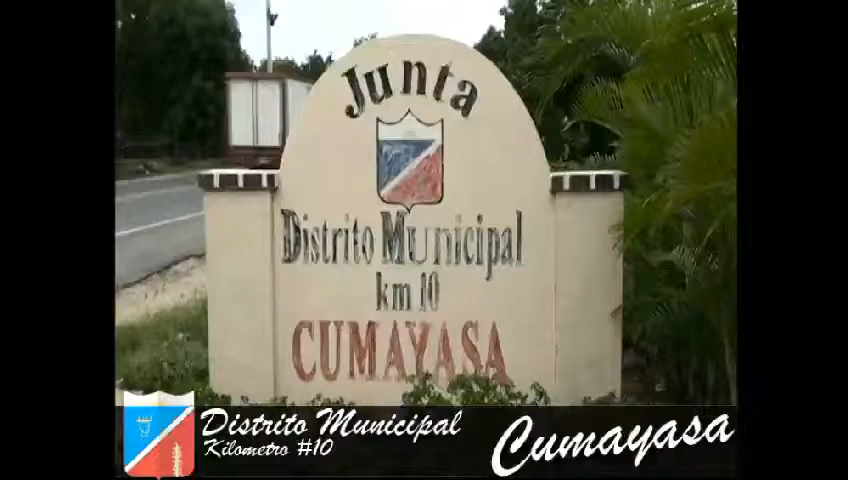 Junta
Distrito Municipal
km 10
CUMAYASA
Distrito Municipal
Kilometro #10
Cumayasa